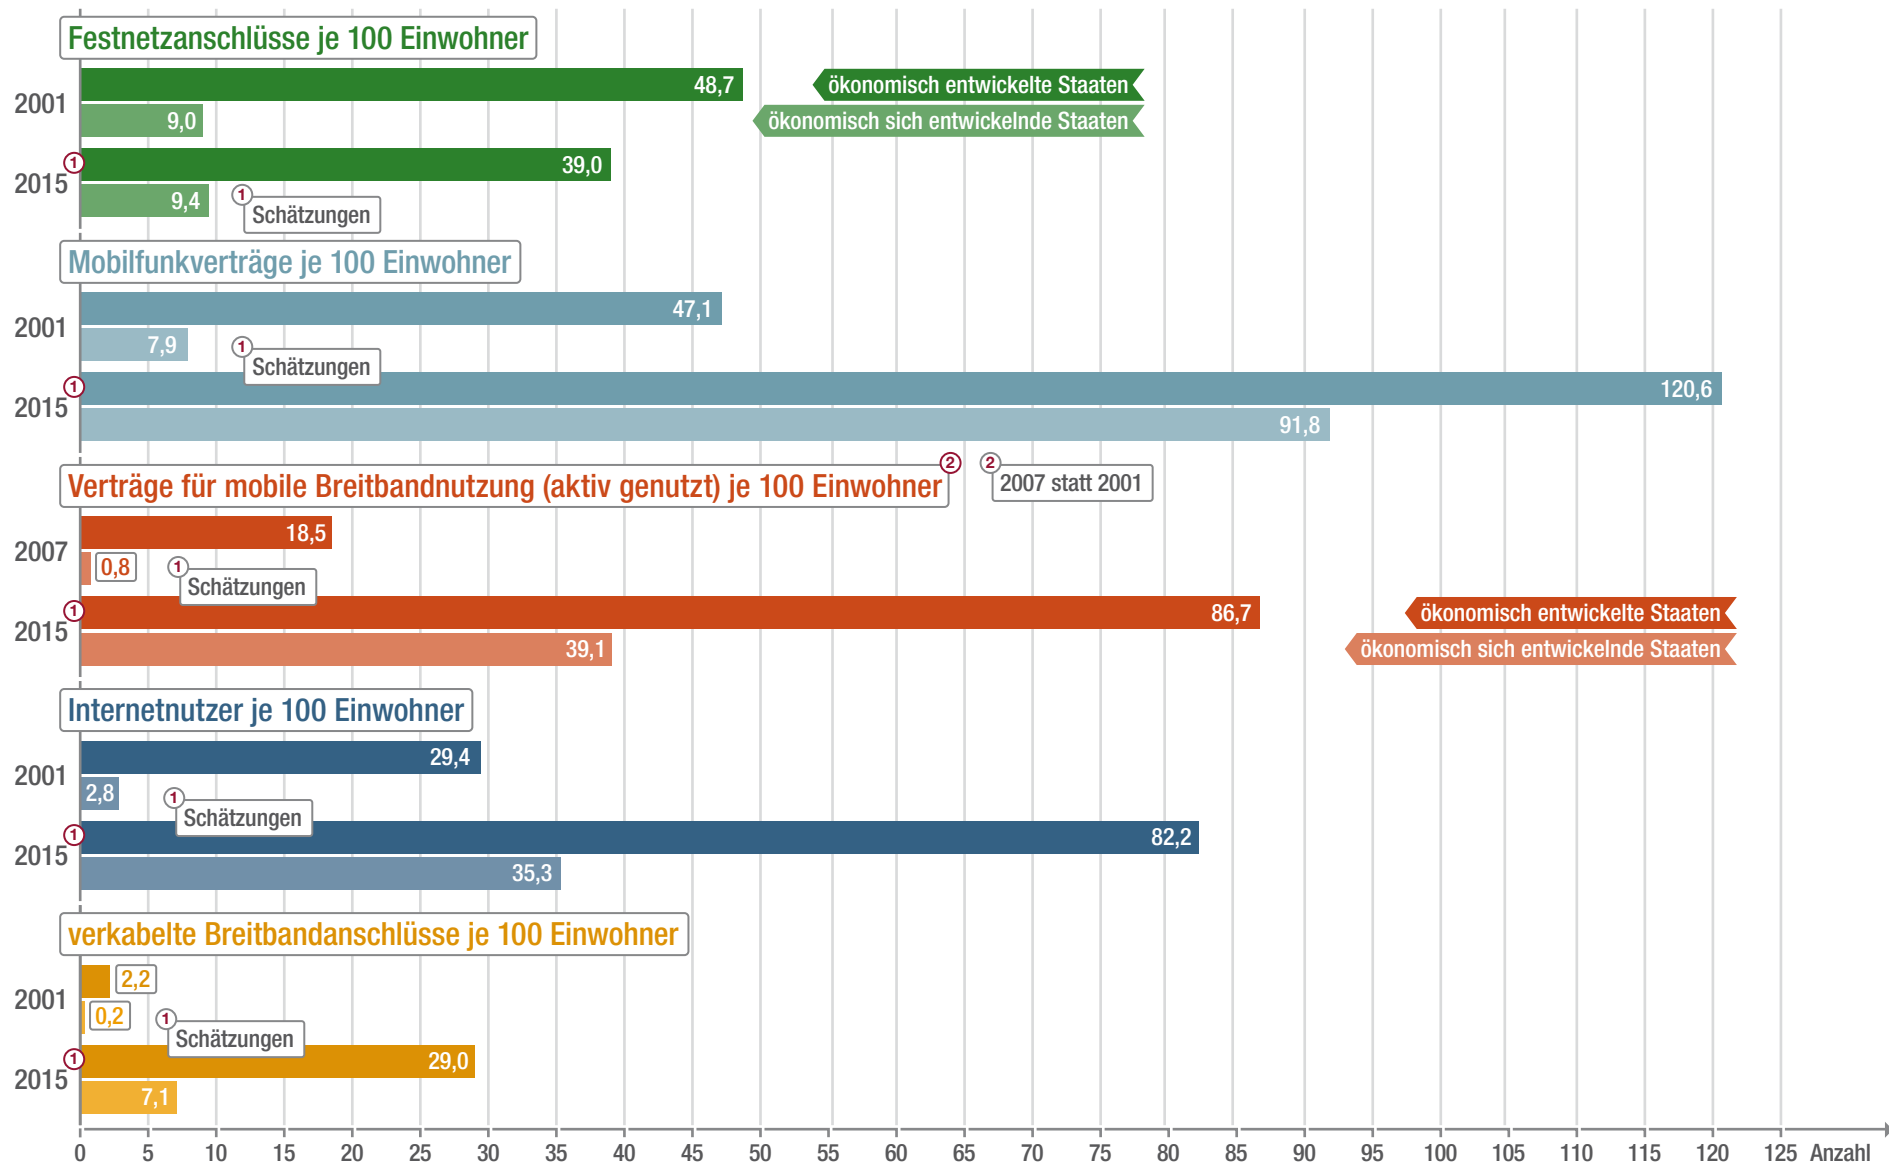 Festnetzanschlüsse je 100 Einwohner
2001
48,7
ökonomisch entwickelte Staaten
9,0
ökonomisch sich entwickelnde Staaten
1
2015
39,0
9,4
1
Schätzungen
Mobilfunkverträge je 100 Einwohner
2001
47,1
7,9
1
Schätzungen
1
2015
120,6
91,8
Verträge für mobile Breitbandnutzung (aktiv genutzt) je 100 Einwohner
2
2
2007 statt 2001
2007
18,5
0,8
1
Schätzungen
1
2015
86,7
ökonomisch entwickelte Staaten
39,1
ökonomisch sich entwickelnde Staaten
Internetnutzer je 100 Einwohner
2001
29,4
2,8
1
Schätzungen
1
2015
82,2
35,3
verkabelte Breitbandanschlüsse je 100 Einwohner
2001
2,2
0,2
1
Schätzungen
1
2015
29,0
7,1
0 5 10 15 20 25 30 35 40 45 50 55 60 65 70 75 80 85 90 95 100 105 110 115 120 125 Anzahl